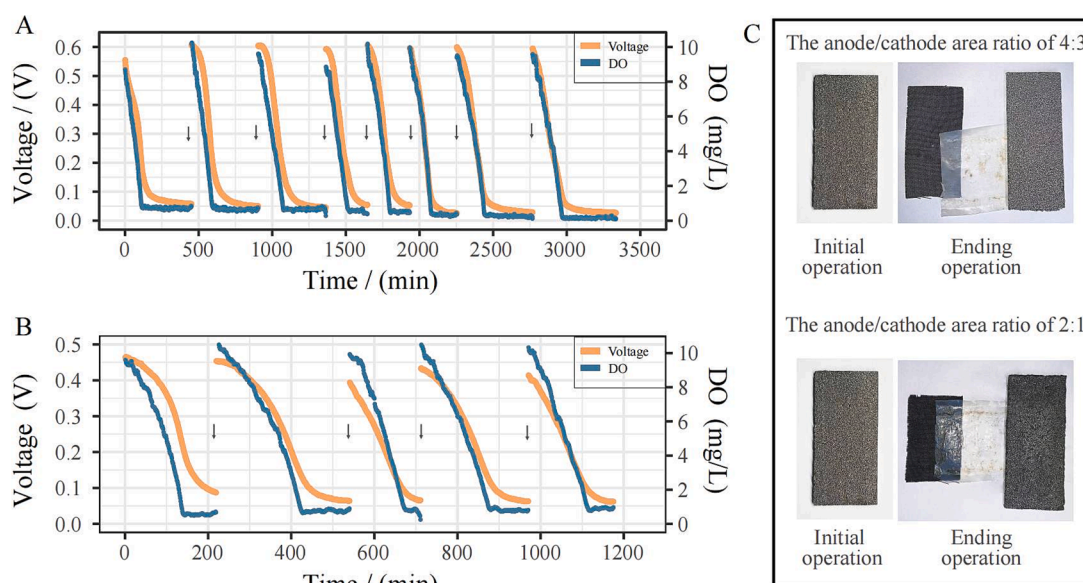 A
Voltage / (V)
0.6
0.5
0.3
0.2
0.1
0.0
Voltage
DO
10
8
6
4
2
0
DO (mg/L)
0
500
1000
1500
2000
2500
3000
3500
Time / (min)
B
Voltage (V)
0.5
0.4
0.3
0.2
0.1
0.0
Voltage
DO
10
8
6
4
2
0
DO (mg/L)
0
200
400
600
800
1000
1200
Time / (min)
C
The anode/cathode area ratio of 4:3
Initial
operation
Ending
operation
The anode/cathode area ratio of 2:1
Initial
operation
Ending
operation